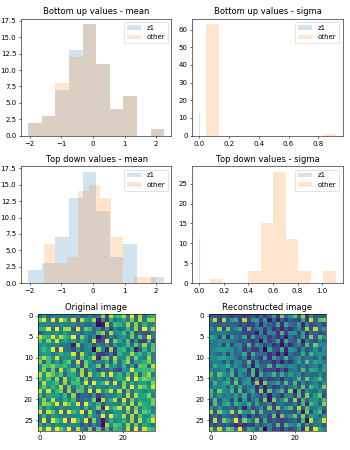 Bottom up values - mean
17.5
15.0
12.5
10.0
7.5
5.0
2.5
0.0
−2 −1 0 1 2
z1
other
Bottom up values - sigma
60
50
40
30
20
10
0
0.0 0.2 0.4 0.6 0.8
z1
other
Top down values - mean
17.5
15.0
12.5
10.0
7.5
5.0
2.5
0.0
−2 −1 0 1 2
z1
other
Top down values - sigma
25
20
15
10
5
0
0.0 0.2 0.4 0.6 0.8 1.0
z1
other
Original image
0
5
10
15
20
25
0 10 20
Reconstructed image
0
5
10
15
20
25
0 10 20